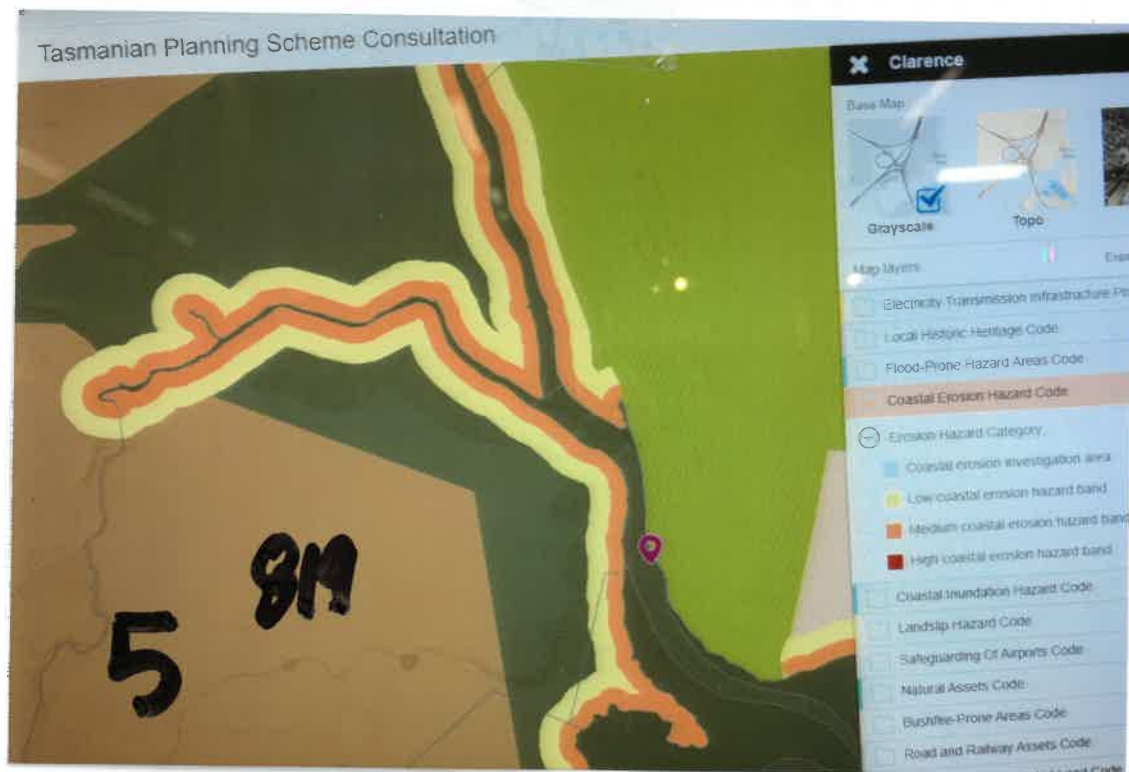 Tasmanian Planning Scheme Consultation
Clarence
Base Map
Grayscale
Topo
Map layers
Electricity Transmission Infrastructure
Local Historic Heritage Code
Flood-Prone Hazard Areas Code
Coastal Erosion Hazard Code
Erosion Hazard Category
Coastal erosion investigation area
Low coastal erosion hazard band
Medium coastal erosion hazard band
High coastal erosion hazard band
Coastal Inundation Hazard Code
Landslip Hazard Code
Safeguarding Of Airports Code
Natural Assets Code
Bushfire-Prone Areas Code
Road and Railway Assets Code
8M
5